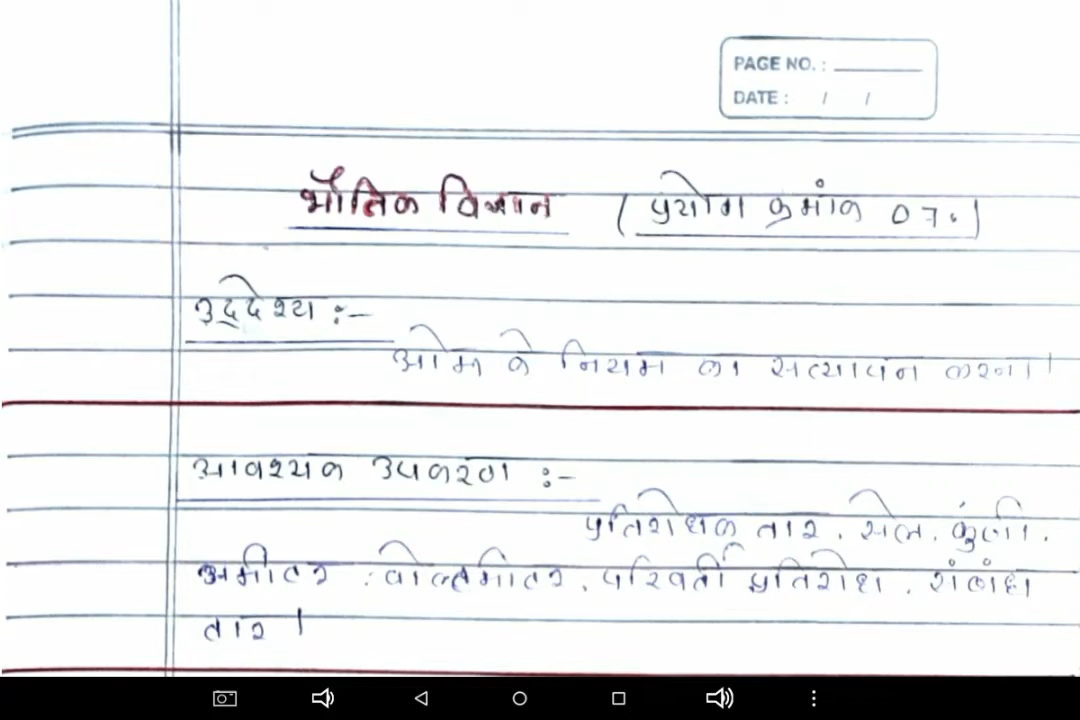 PAGE NO. :
DATE : / /
भौतिक विज्ञान (प्रयोग क्रमांक 07.)
उद्देश्य :-
ओम के नियम का सत्यापन करना।
आवश्यक उपकरण :-
प्रतिरोधक तार, सेल, कुंजी,
अमीटर, वोल्टमीटर, परिवर्ती प्रतिरोध, संबंध
तार।